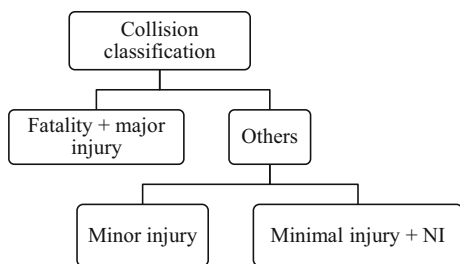 Collision
classification
Fatality + major
injury
Others
Minor injury
Minimal injury + NI